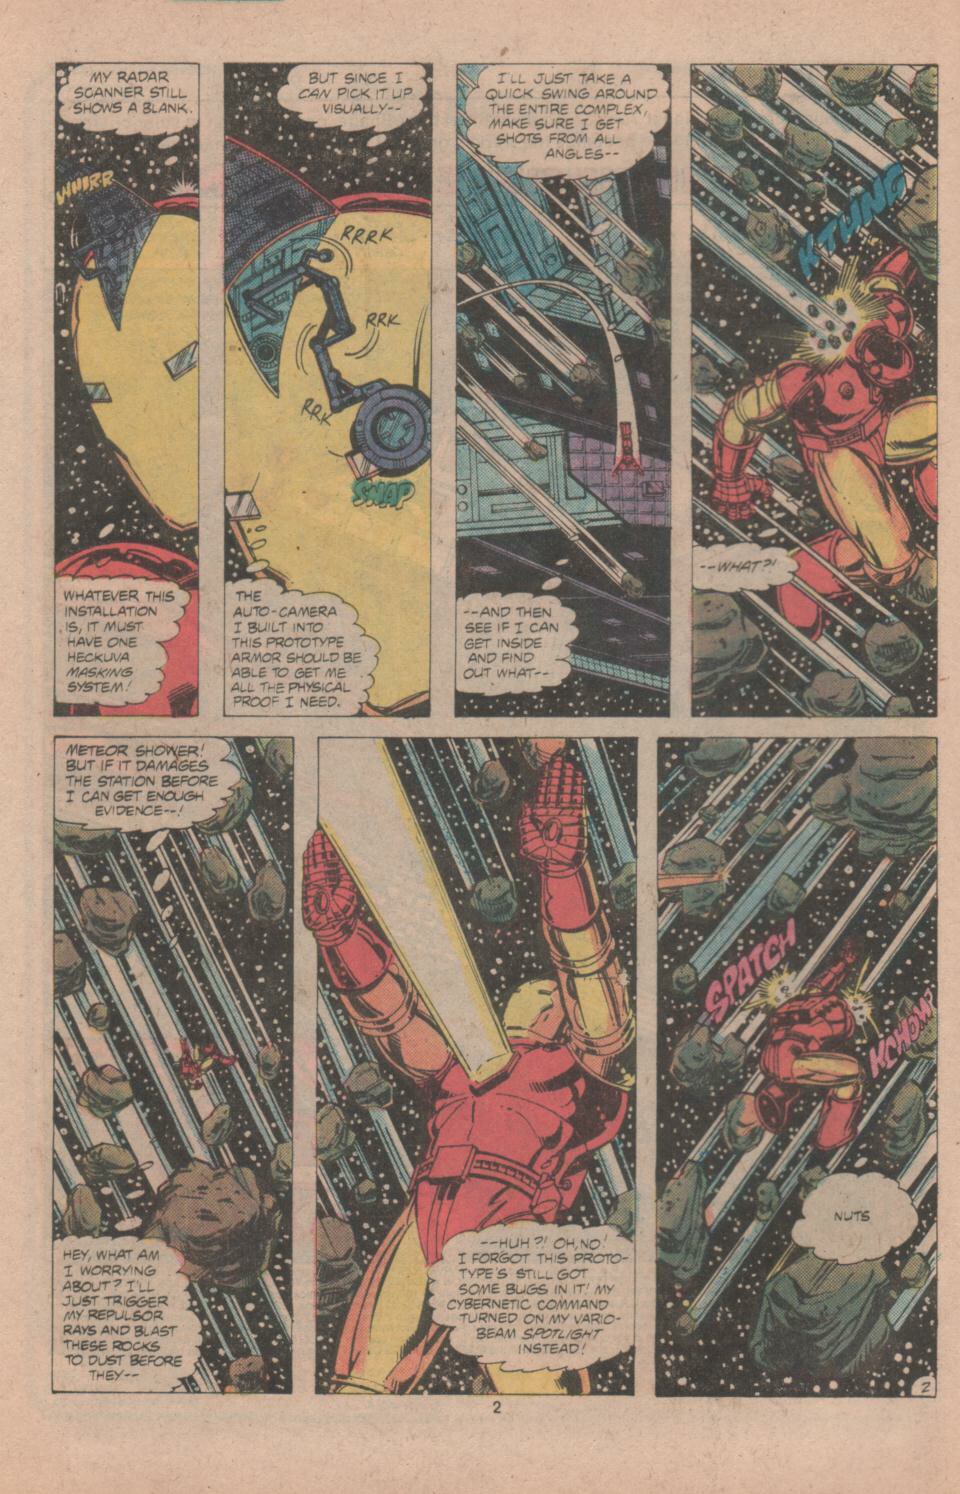 MY RADAR
SCANNER STILL
SHOWS A BLANK.
WHIRR
WHATEVER THIS
INSTALLATION
IS, IT MUST
HAVE ONE
HECKUVA
MASKING
SYSTEM!
BUT SINCE I
CAN PICK IT UP
VISUALLY--
RRRK
RRK
RRK
SNAP
THE
AUTO-CAMERA
I BUILT INTO
THIS PROTOTYPE
ARMOR SHOULD BE
ABLE TO GET ME
ALL THE PHYSICAL
PROOF I NEED.
I'LL JUST TAKE A
QUICK SWING AROUND
THE ENTIRE COMPLEX,
MAKE SURE I GET
SHOTS FROM ALL
ANGLES--
--AND THEN
SEE IF I CAN
GET INSIDE
AND FIND
OUT WHAT--
KTUNG
--WHAT?!
METEOR SHOWER!
BUT IF IT DAMAGES
THE STATION BEFORE
I CAN GET ENOUGH
EVIDENCE--!
HEY, WHAT AM
I WORRYING
ABOUT? I'LL
JUST TRIGGER
MY REPULSOR
RAYS AND BLAST
THESE ROCKS
TO DUST BEFORE
THEY--
--HUH?! OH, NO!
I FORGOT THIS PROTO-
TYPE'S STILL GOT
SOME BUGS IN IT! MY
CYBERNETIC COMMAND
TURNED ON MY VARIO-
BEAM SPOTLIGHT
INSTEAD!
SPATCH
KCHOW
NUTS
2
2